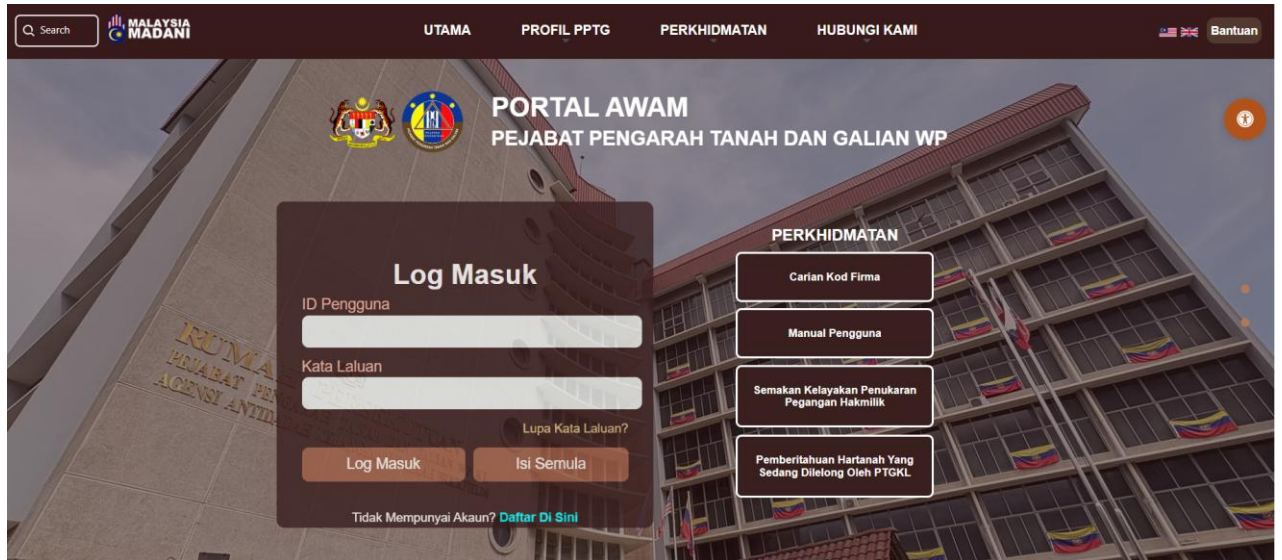 Search
MALAYSIA
MADANI
UTAMA
PROFIL PPTG
PERKHIDMATAN
HUBUNGI KAMI
Bantuan
PORTAL AWAM
PEJABAT PENGARAH TANAH DAN GALIAN WP
Log Masuk
ID Pengguna
Kata Laluan
Lupa Kata Laluan?
Log Masuk
Isi Semula
Tidak Mempunyai Akaun? Daftar Di Sini
PERKHIDMATAN
Carian Kod Firma
Manual Pengguna
Semakan Kelayakan Penukaran
Pegangan Hakmilik
Pemberitahuan Hartanah Yang
Sedang Dilelong Oleh PTGKL